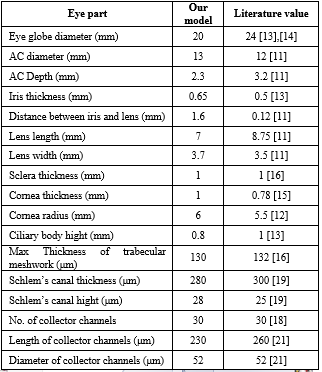 Eye part Our model Literature value
Eye globe diameter (mm) 20 24 [13],[14]
AC diameter (mm) 13 12 [11]
AC Depth (mm) 2.3 3.2 [11]
Iris thickness (mm) 0.65 0.5 [13]
Distance between iris and lens (mm) 1.6 0.12 [11]
Lens length (mm) 7 8.75 [11]
Lens width (mm) 3.7 3.5 [11]
Sclera thickness (mm) 1 1 [16]
Cornea thickness (mm) 1 0.78 [15]
Cornea radius (mm) 6 5.5 [12]
Ciliary body hight (mm) 0.8 1 [13]
Max Thickness of trabecular
meshwork (μm) 130 132 [16]
Schlem's canal thickness (μm) 280 300 [19]
Schlem's canal hight (μm) 28 25 [19]
No. of collector channels 30 30 [18]
Length of collector channels (μm) 230 260 [21]
Diameter of collector channels (μm) 52 52 [21]